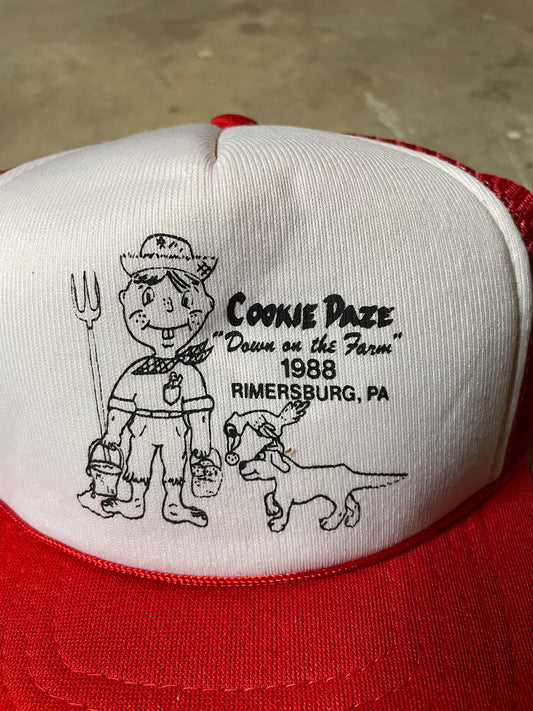 COOKIE DAZE
"Down on the Farm"
1988
RIMERSBURG, PA